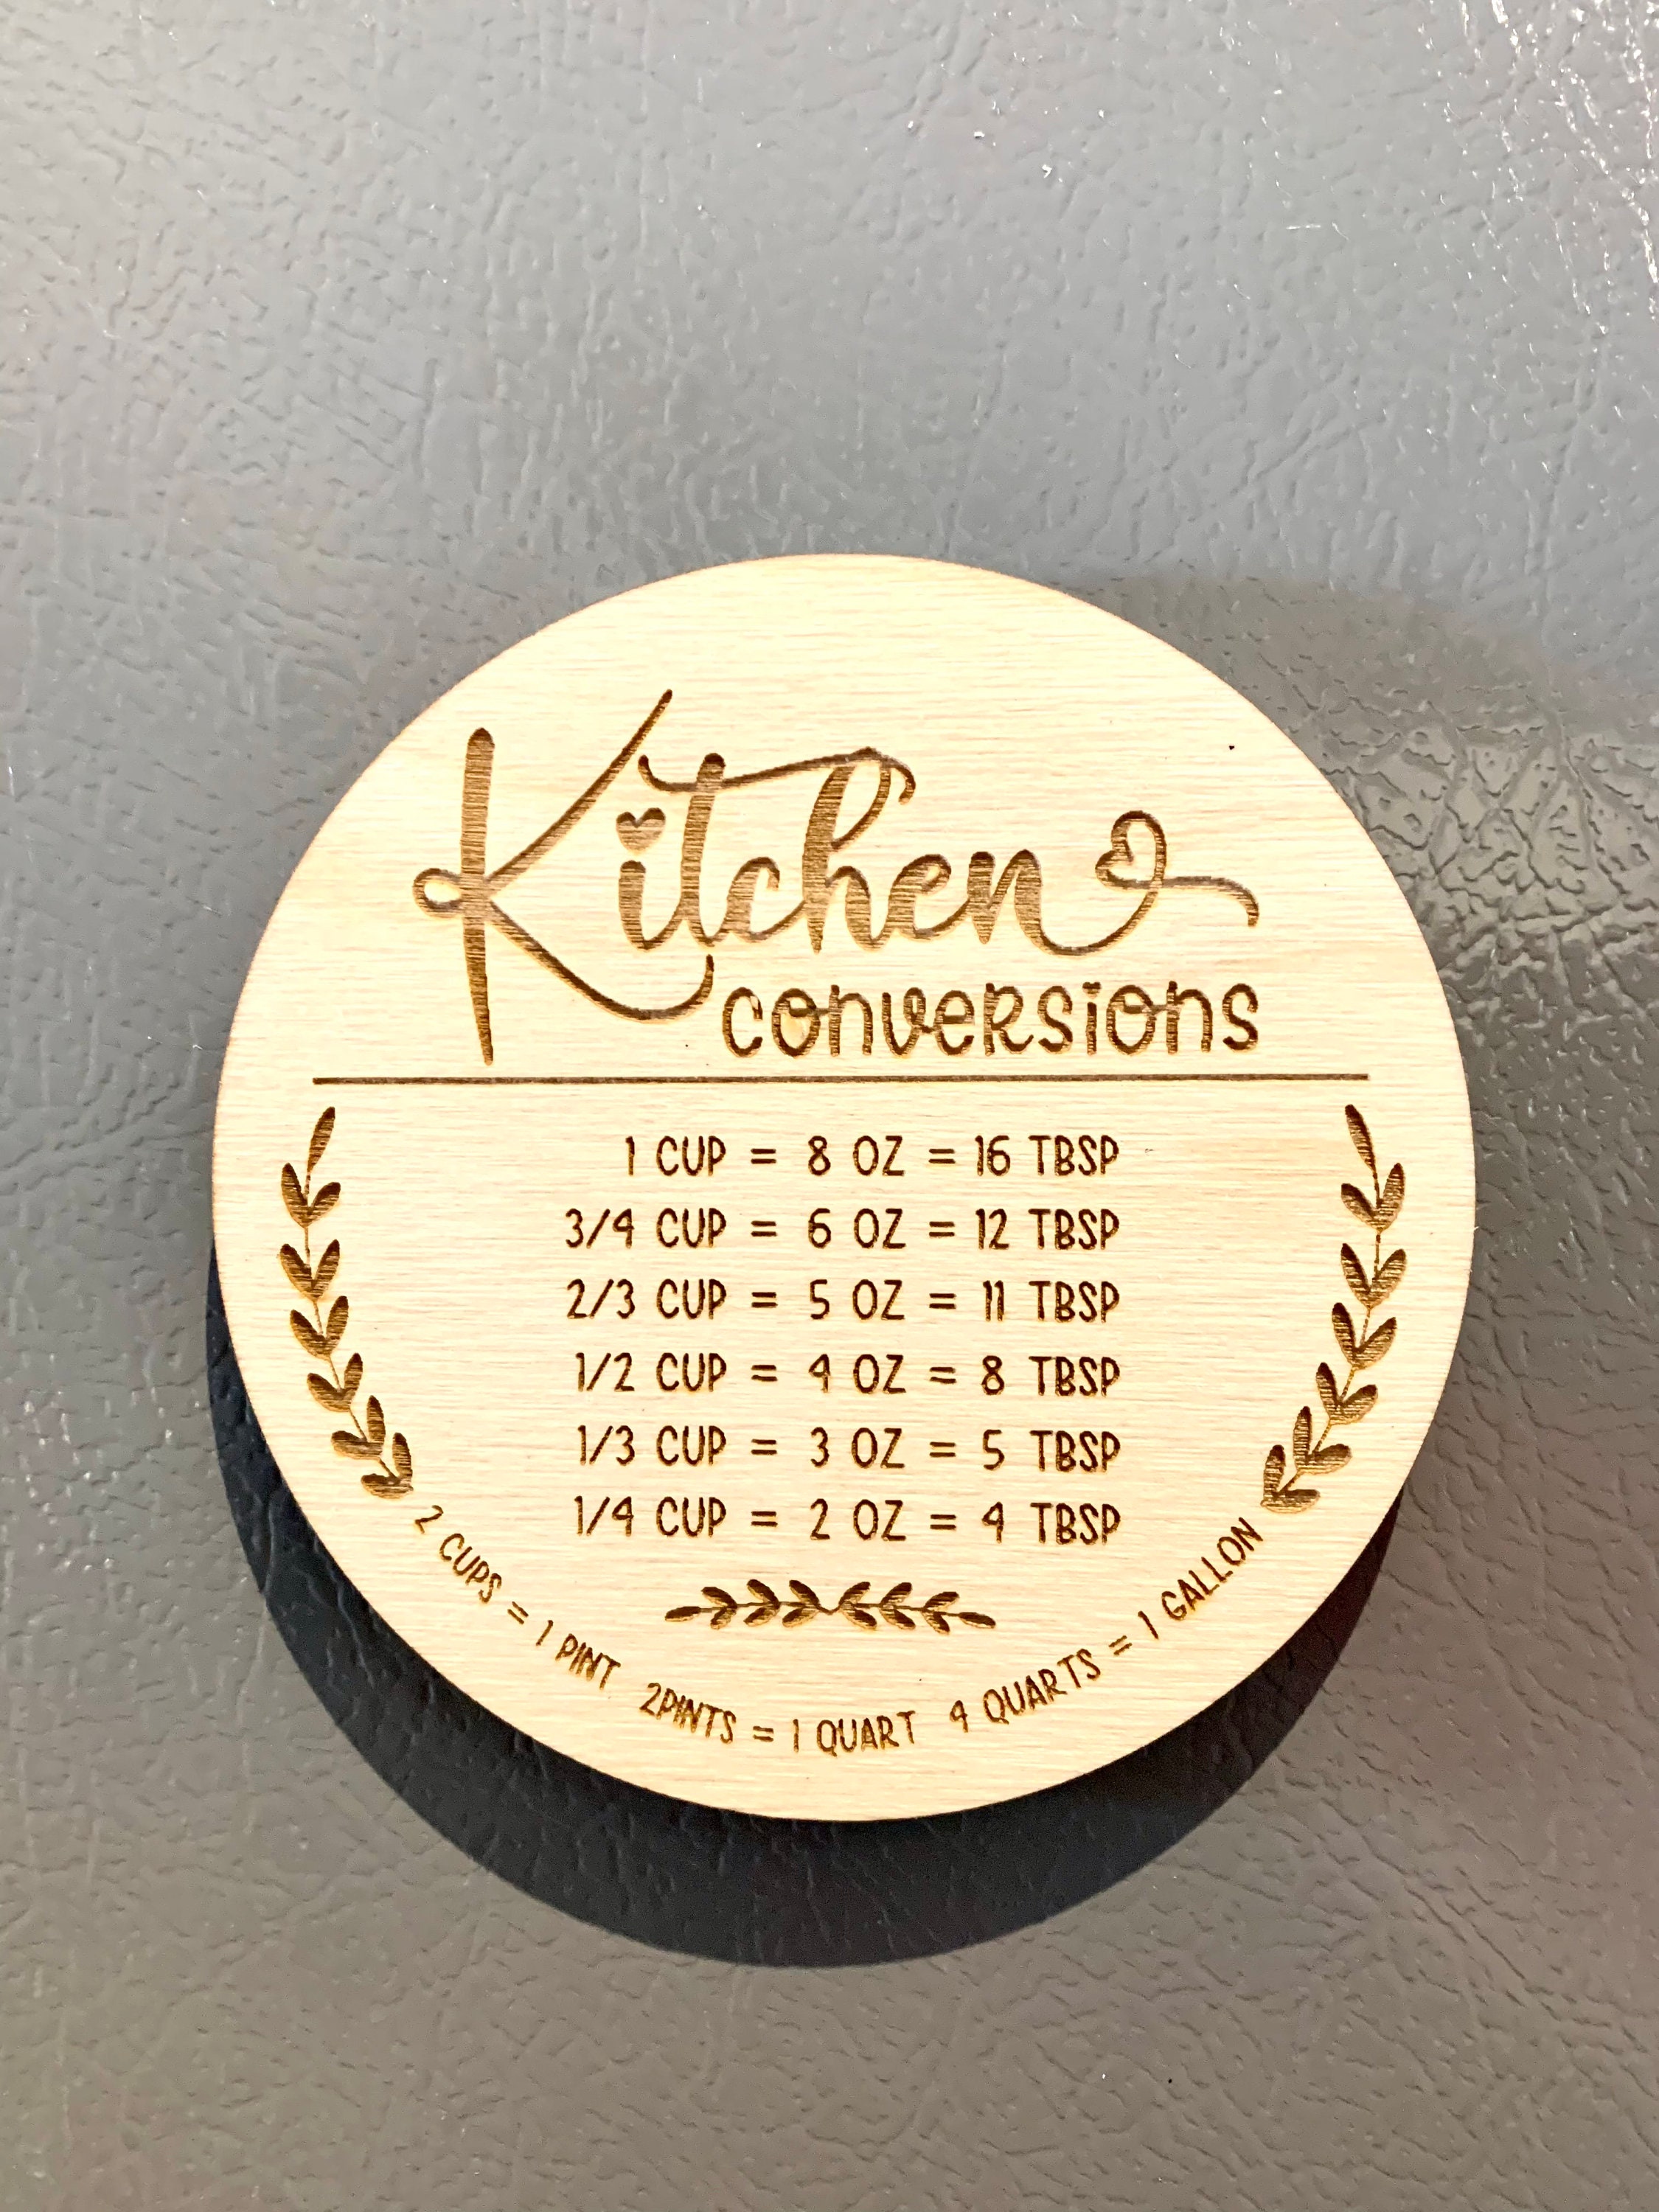 Kitchen
conversions
1 CUP = 8 OZ = 16 TBSP
3/4 CUP = 6 OZ = 12 TBSP
2/3 CUP = 5 OZ = 11 TBSP
1/2 CUP = 4 OZ = 8 TBSP
1/3 CUP = 3 OZ = 5 TBSP
1/4 CUP = 2 OZ = 4 TBSP
2 CUPS = 1 PINT 2PINTS = 1 QUART 4 QUARTS = 1 GALLON